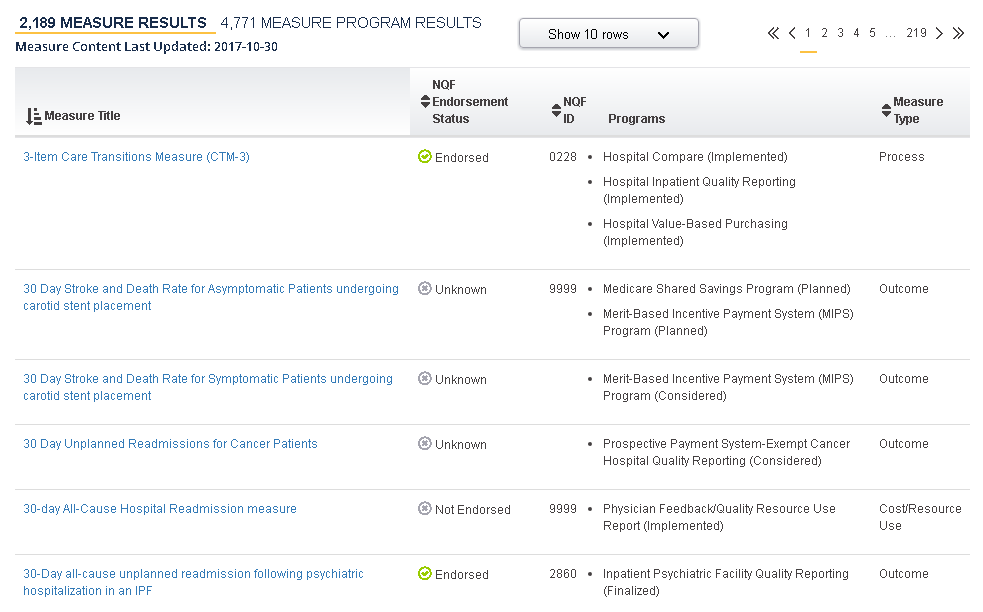 2,189 MEASURE RESULTS 4,771 MEASURE PROGRAM RESULTS
Measure Content Last Updated: 2017-10-30
Show 10 rows
1 2 3 4 5 ... 219
Measure Title
NQF
Endorsement
Status
NQF
ID
Programs
Measure
Type
3-Item Care Transitions Measure (CTM-3)
Endorsed
0228
• Hospital Compare (Implemented)
• Hospital Inpatient Quality Reporting
(Implemented)
• Hospital Value-Based Purchasing
(Implemented)
Process
30 Day Stroke and Death Rate for Asymptomatic Patients undergoing
carotid stent placement
Unknown
9999
• Medicare Shared Savings Program (Planned)
• Merit-Based Incentive Payment System (MIPS)
Program (Planned)
Outcome
30 Day Stroke and Death Rate for Symptomatic Patients undergoing
carotid stent placement
Unknown
• Merit-Based Incentive Payment System (MIPS)
Program (Considered)
Outcome
30 Day Unplanned Readmissions for Cancer Patients
Unknown
• Prospective Payment System-Exempt Cancer
Hospital Quality Reporting (Considered)
Outcome
30-day All-Cause Hospital Readmission measure
Not Endorsed
9999
• Physician Feedback/Quality Resource Use
Report (Implemented)
Cost/Resource
Use
30-Day all-cause unplanned readmission following psychiatric
hospitalization in an IPF
Endorsed
2860
• Inpatient Psychiatric Facility Quality Reporting
(Finalized)
Outcome